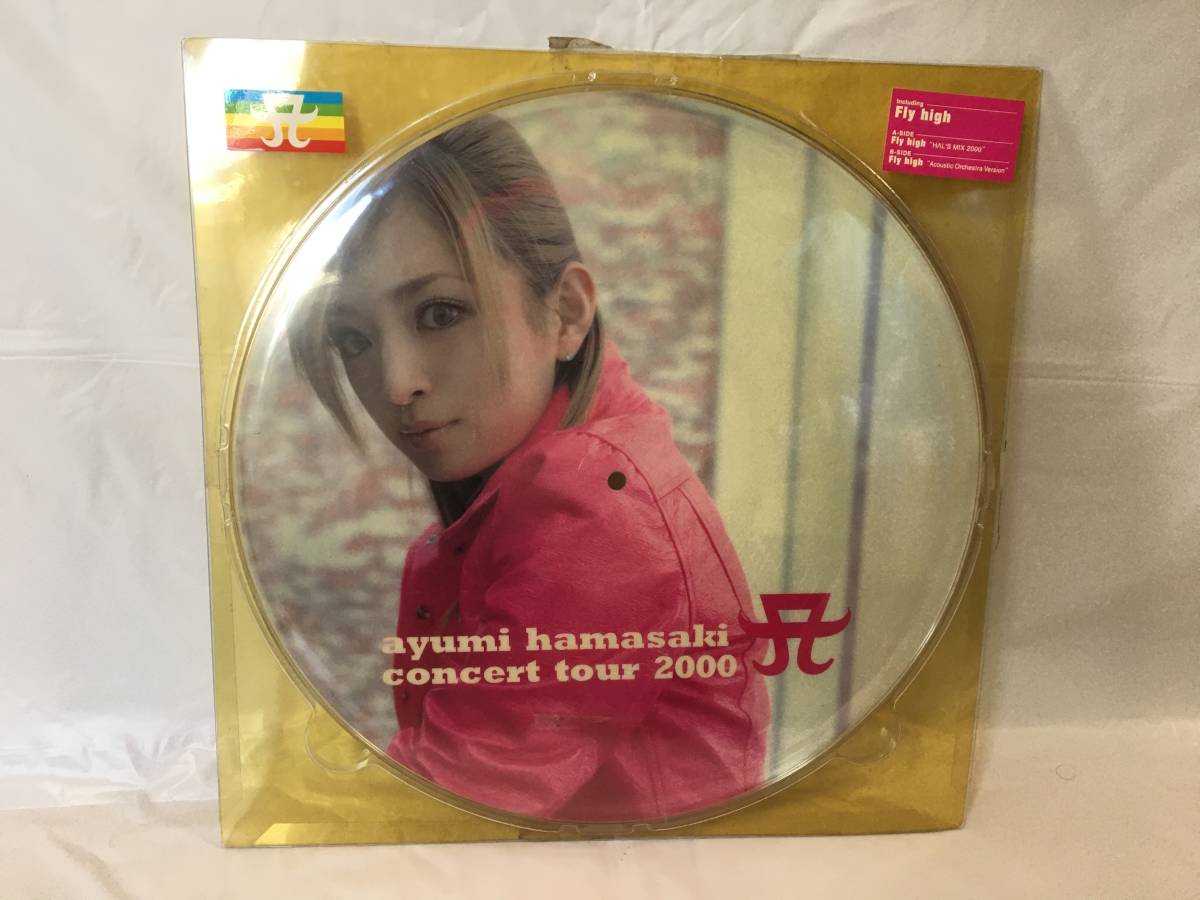 Including
Fly high
A-SIDE
Fly high "HΛL'S MIX 2000"
B-SIDE
Fly high "Acoustic Orchestra Version"
ayumi hamasaki
concert tour 2000